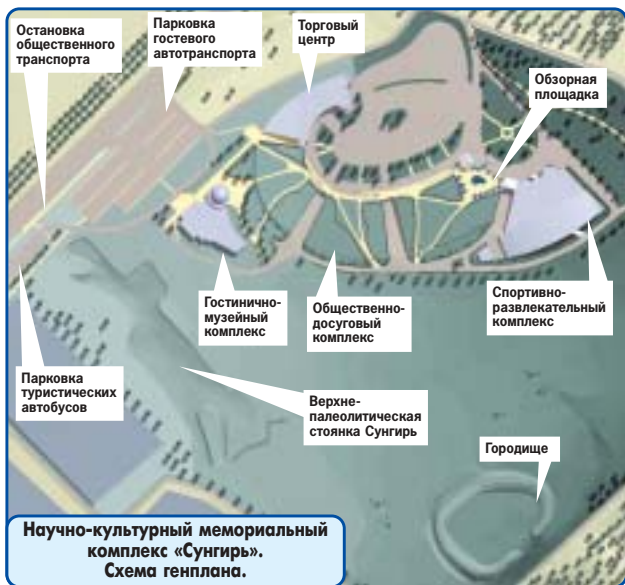 Остановка
общественного
транспорта
Парковка
гостевого
автотранспорта
Торговый
центр
Обзорная
площадка
Гостинично-
музейный
комплекс
Общественно-
досуговый
комплекс
Спортивно-
развлекательный
комплекс
Парковка
туристических
автобусов
Верхне-
палеолитическая
стоянка Сунгирь
Городище
Научно-культурный мемориальный
комплекс «Сунгирь».
Схема генплана.